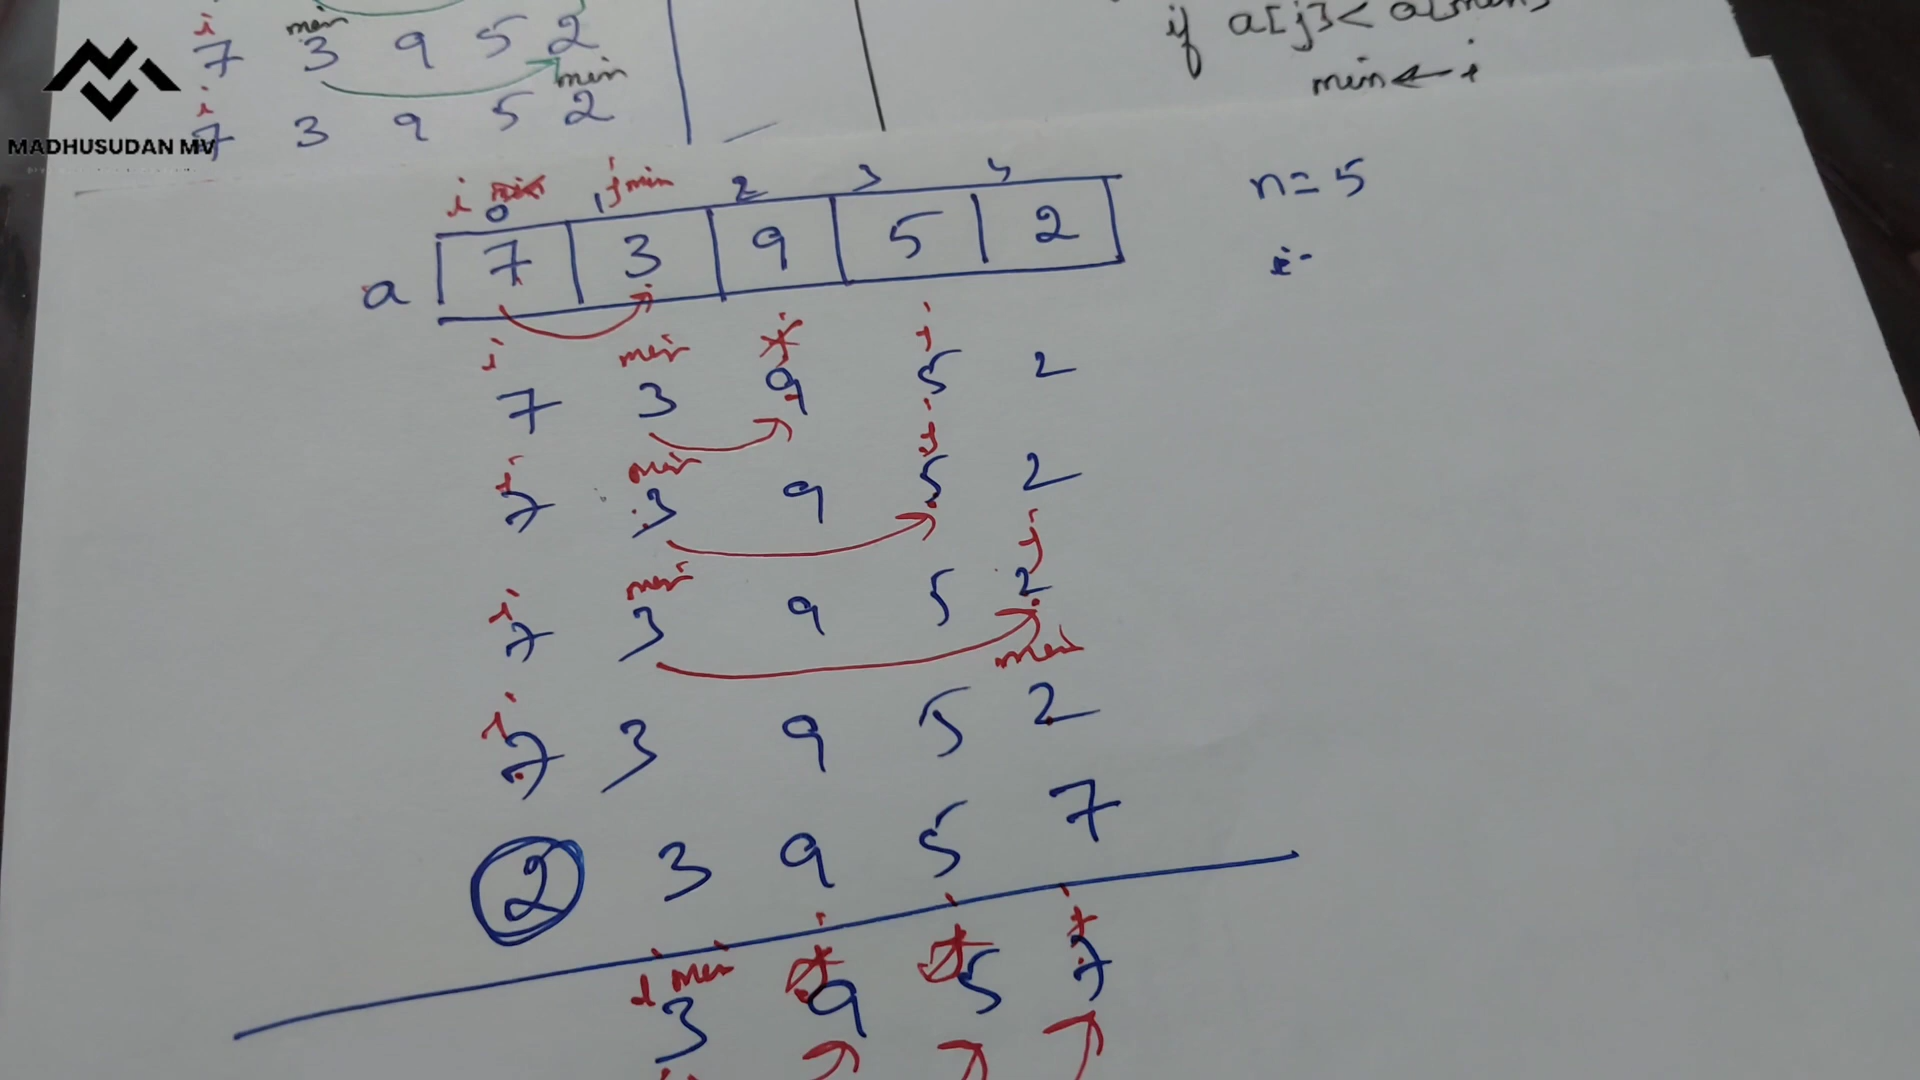 i min
7 3 9 5 2
min
i
7 3 9 5 2
if a[j] < a[min]
min ← j
MADHUSUDAN MV
i min j min
0 1 2 3 4
a 7 3 9 5 2
n = 5
i
i min j j
7 3 9 5 2
i min j
7 3 9 5 2
i min j
7 3 9 5 2
i min
7 3 9 5 2
2 3 9 5 7
i min j j j
3 9 5 7